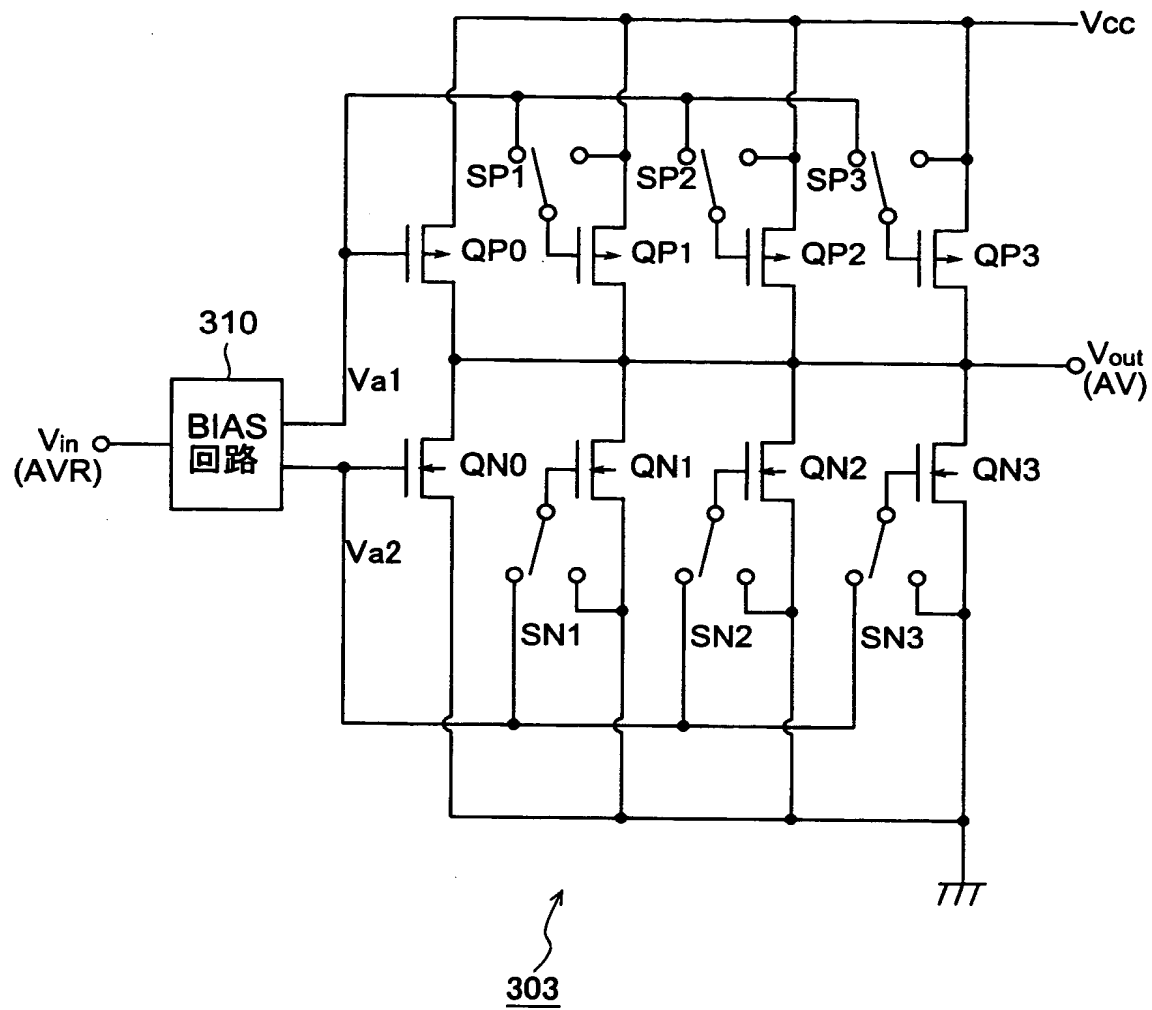 Vcc
SP1
SP2
SP3
QP0
QP1
QP2
QP3
310
Va1
Vout
(AV)
BIAS
回路
Vin
(AVR)
QN0
QN1
QN2
QN3
Va2
SN1
SN2
SN3
303